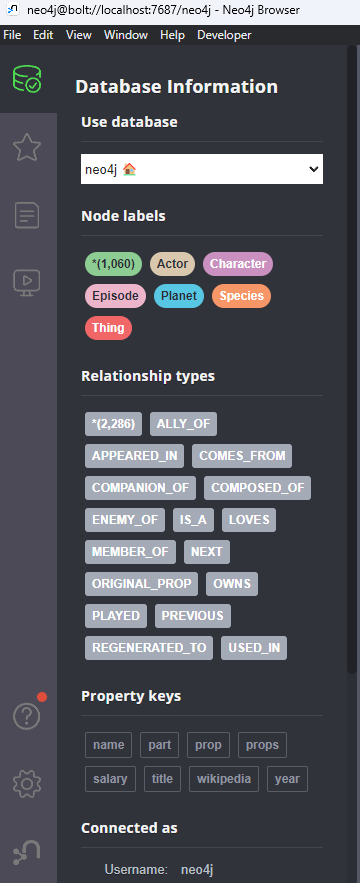 neo4j@bolt://localhost:7687/neo4j - Neo4j Browser
File Edit View Window Help Developer
Database Information
Use database
neo4j
Node labels
*(1,060) Actor Character
Episode Planet Species
Thing
Relationship types
*(2,286) ALLY_OF
APPEARED_IN COMES_FROM
COMPANION_OF COMPOSED_OF
ENEMY_OF IS_A LOVES
MEMBER_OF NEXT
ORIGINAL_PROP OWNS
PLAYED PREVIOUS
REGENERATED_TO USED_IN
Property keys
name part prop props
salary title wikipedia year
Connected as
Username: neo4j